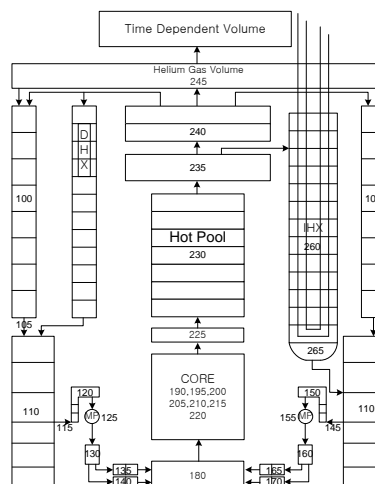 Time Dependent Volume
Helium Gas Volume
245
D
H
X
240
235
100
10
Hot Pool
230
IHX
260
105
225
265
CORE
190,195,200
205,210,215
220
110
120
MP
125
115
130
135
140
180
150
155
MP
145
110
160
165
170